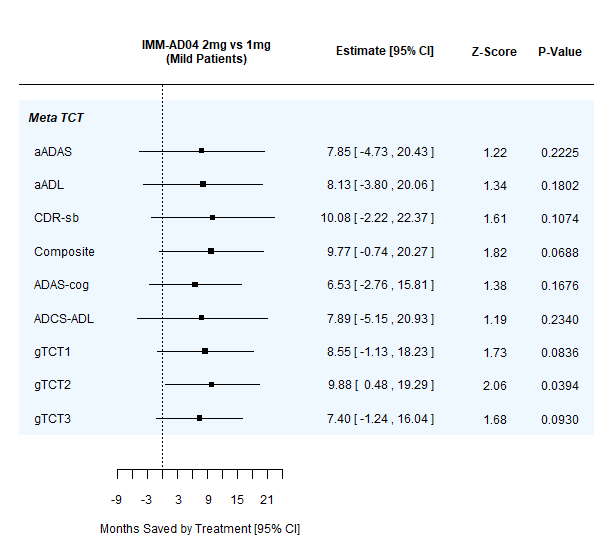 IMM-AD04 2mg vs 1mg
(Mild Patients)
Estimate [95% CI]
Z-Score
P-Value
Meta TCT
aADAS 7.85 [ -4.73 , 20.43 ] 1.22 0.2225
aADL 8.13 [ -3.80 , 20.06 ] 1.34 0.1802
CDR-sb 10.08 [ -2.22 , 22.37 ] 1.61 0.1074
Composite 9.77 [ -0.74 , 20.27 ] 1.82 0.0688
ADAS-cog 6.53 [ -2.76 , 15.81 ] 1.38 0.1676
ADCS-ADL 7.89 [ -5.15 , 20.93 ] 1.19 0.2340
gTCT1 8.55 [ -1.13 , 18.23 ] 1.73 0.0836
gTCT2 9.88 [ 0.48 , 19.29 ] 2.06 0.0394
gTCT3 7.40 [ -1.24 , 16.04 ] 1.68 0.0930
-9 -3 3 9 15 21
Months Saved by Treatment [95% CI]